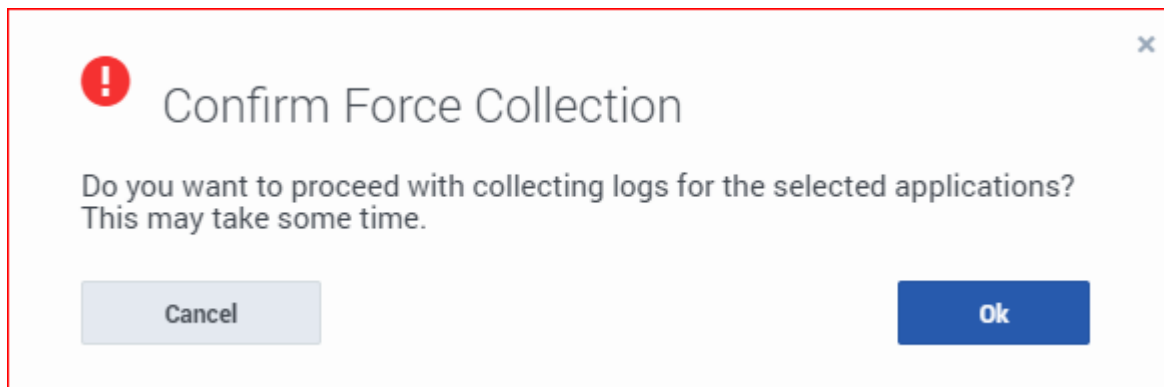 Confirm Force Collection
Do you want to proceed with collecting logs for the selected applications?
This may take some time.
Cancel
Ok